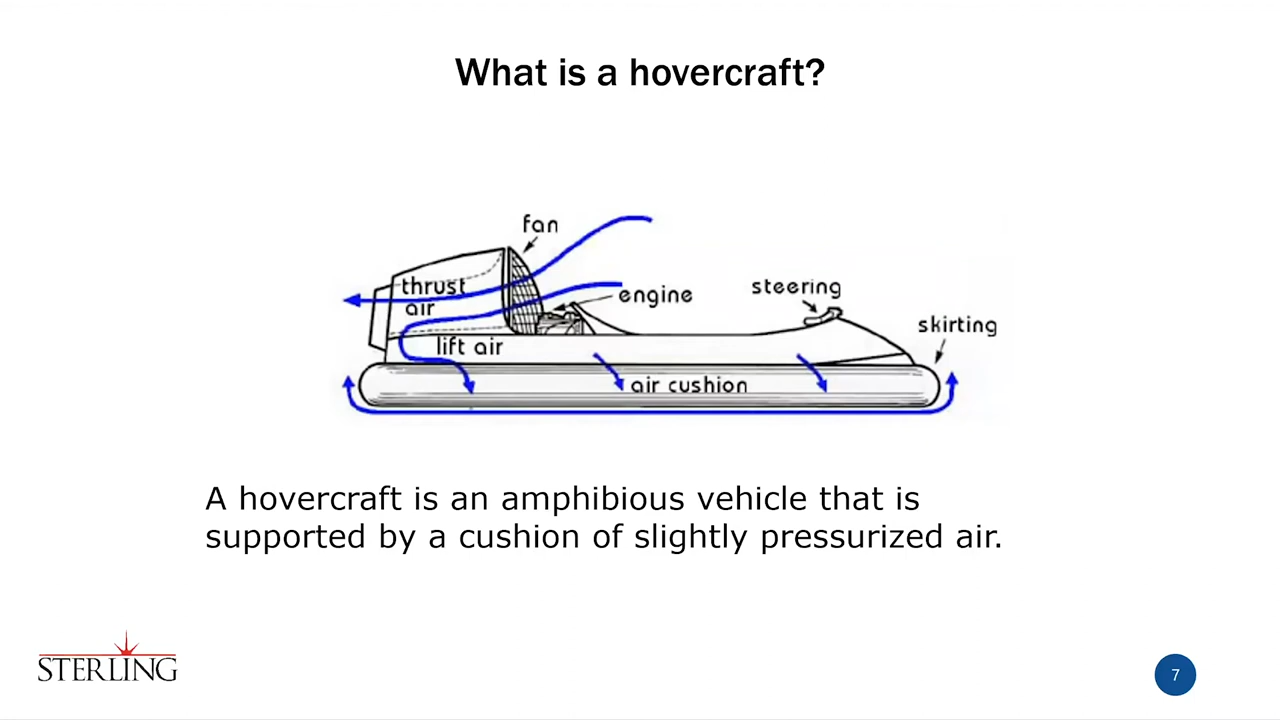 What is a hovercraft?
fan
thrust
air
engine
steering
skirting
lift air
air cushion
A hovercraft is an amphibious vehicle that is
supported by a cushion of slightly pressurized air.
STERLING
7